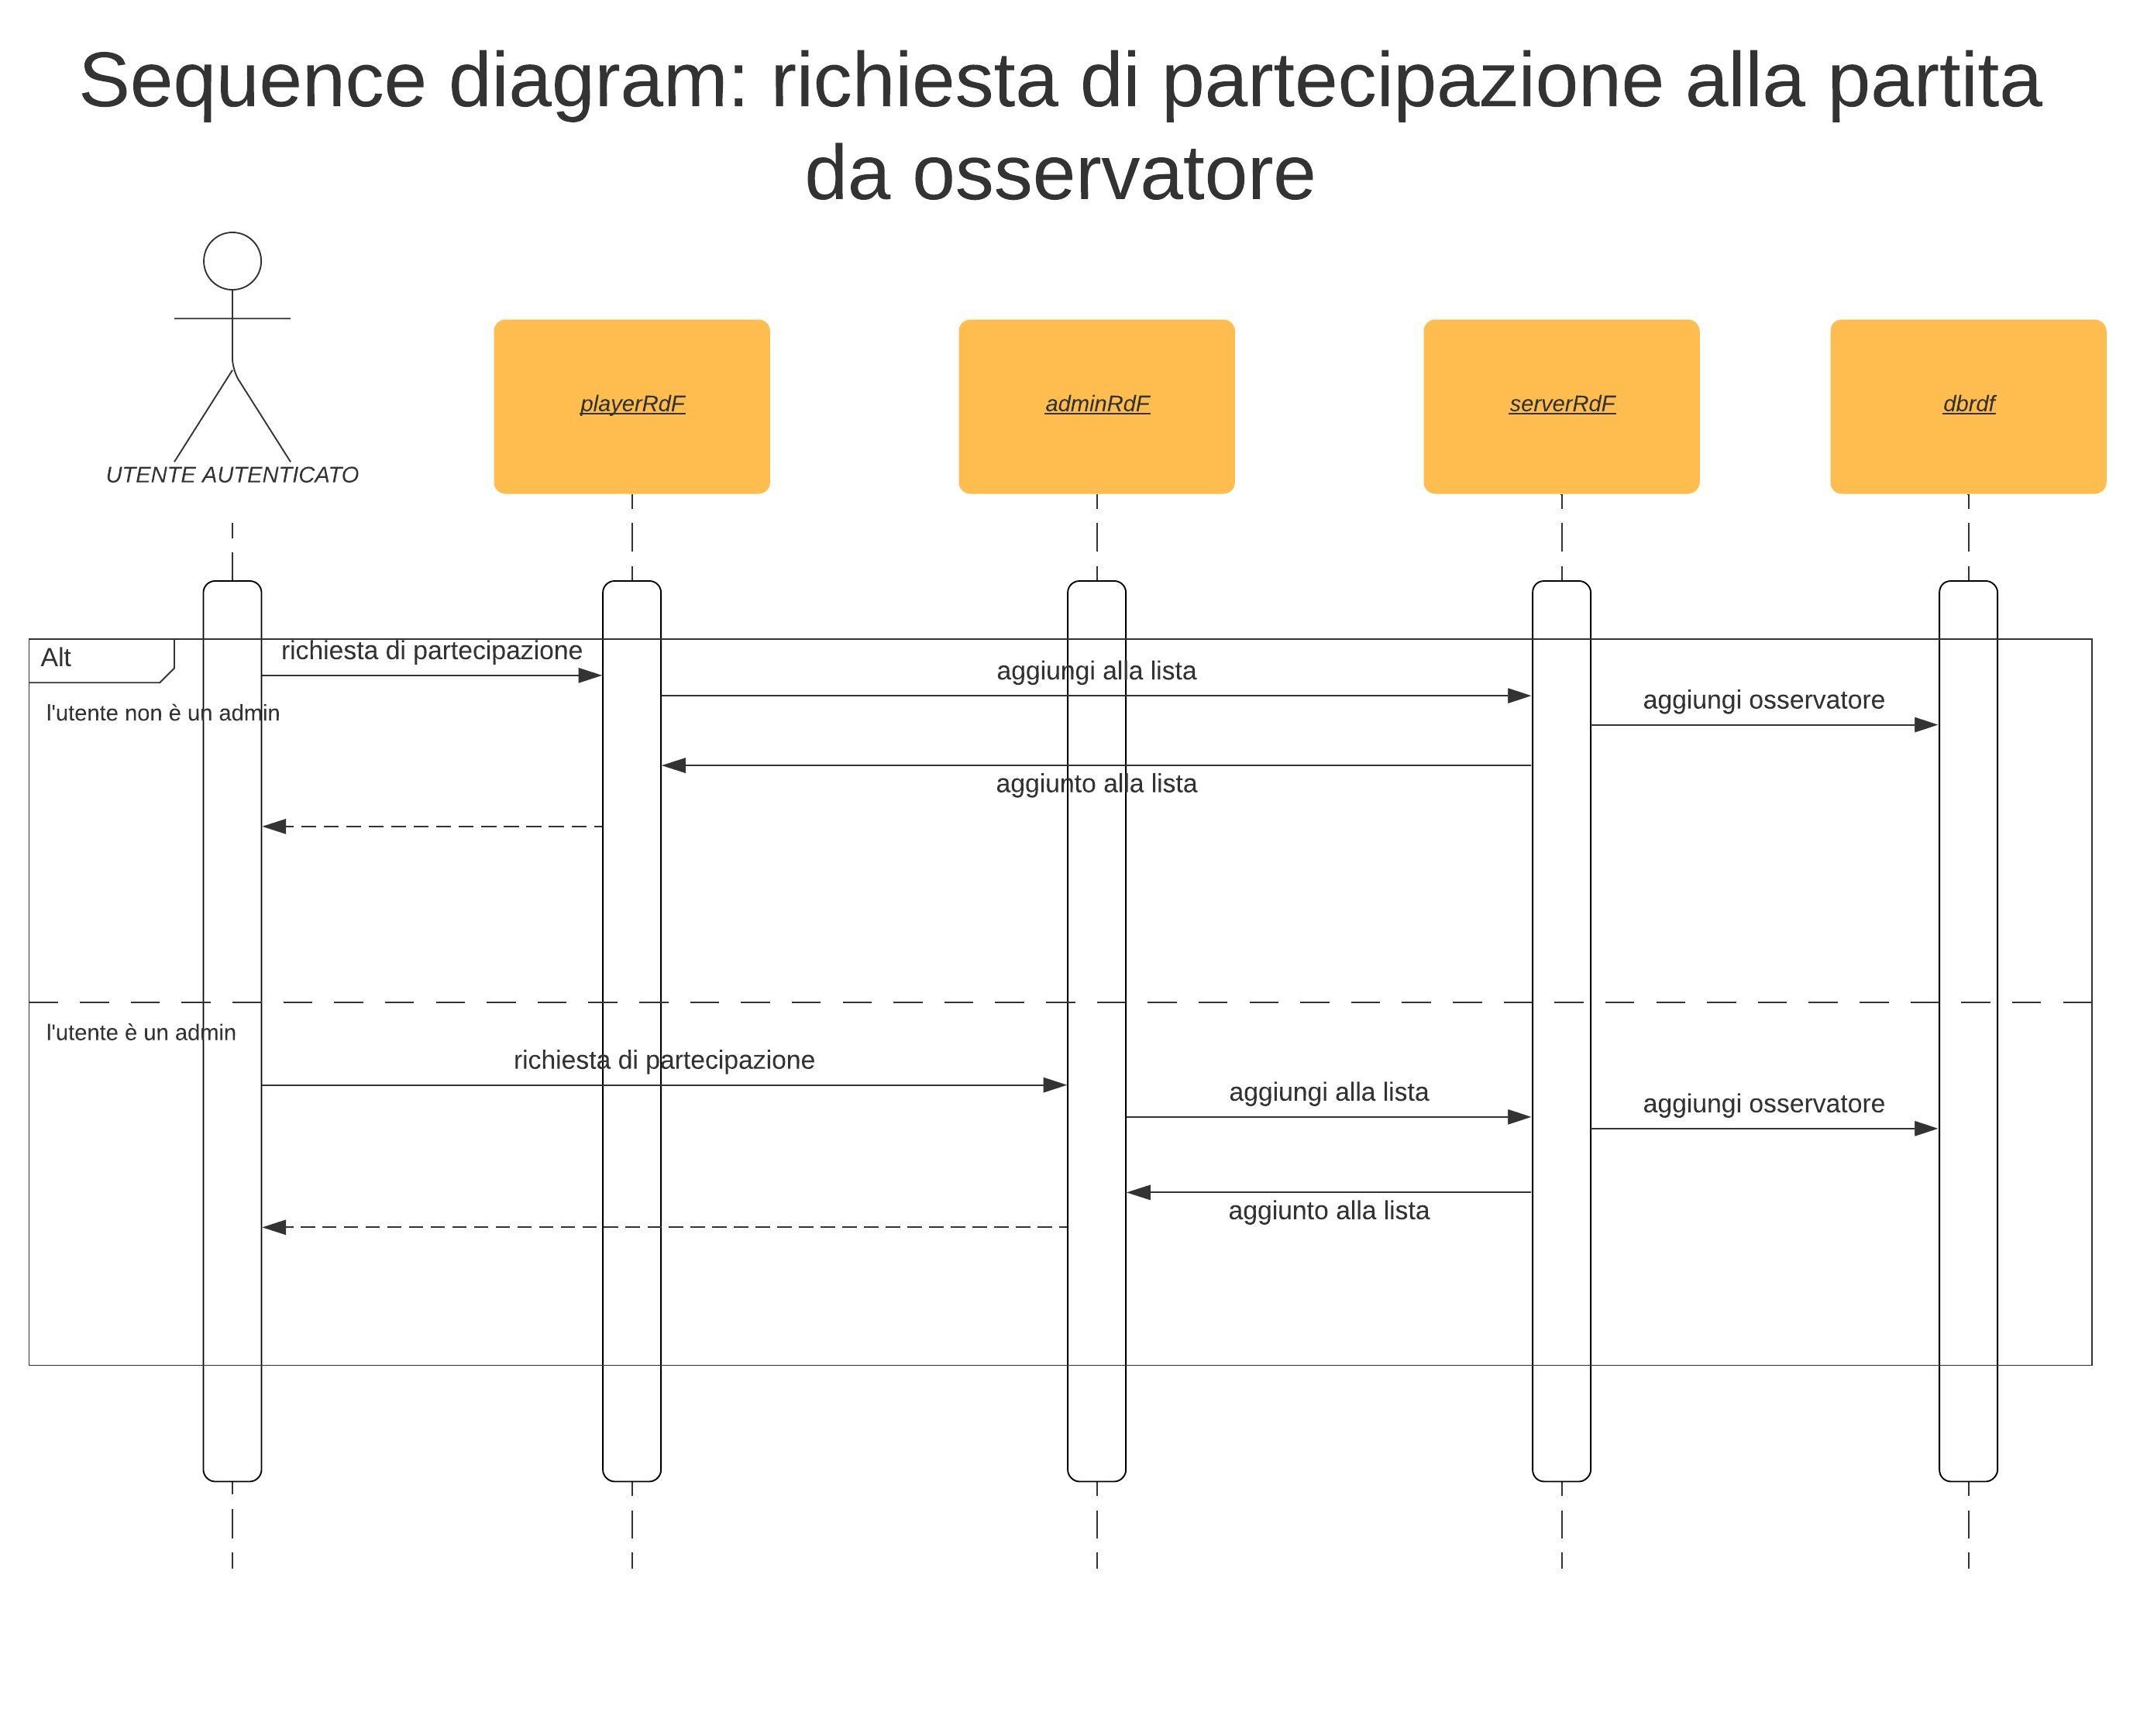 Sequence diagram: richiesta di partecipazione alla partita
da osservatore
UTENTE AUTENTICATO
playerRdF
adminRdF
serverRdF
dbrdf
Alt
richiesta di partecipazione
aggiungi alla lista
aggiungi osservatore
l'utente non è un admin
aggiunto alla lista
l'utente è un admin
richiesta di partecipazione
aggiungi alla lista
aggiungi osservatore
aggiunto alla lista